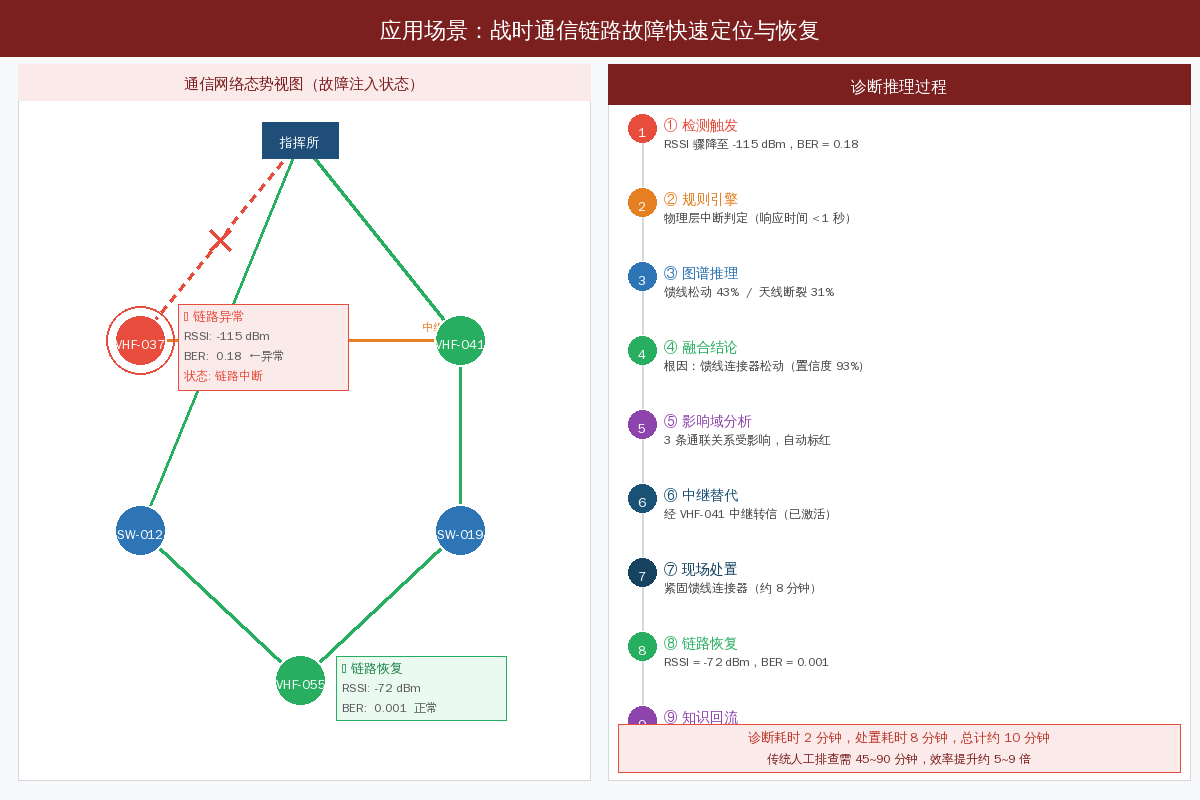 应用场景：战时通信链路故障快速定位与恢复
通信网络态势视图（故障注入状态）
指挥所
链路异常
RSSI: -115 dBm
BER: 0.18 ←异常
状态: 链路中断
VHF-037
中
VHF-041
SW-012
SW-019
VHF-055
链路恢复
RSSI: -72 dBm
BER: 0.001 正常
诊断推理过程
1
① 检测触发
RSSI 骤降至 -115 dBm，BER = 0.18
2
② 规则引擎
物理层中断判定（响应时间 <1 秒）
3
③ 图谱推理
馈线松动 43% / 天线断裂 31%
4
④ 融合结论
根因：馈线连接器松动（置信度 93%）
5
⑤ 影响域分析
3 条通联关系受影响，自动标红
6
⑥ 中继替代
经 VHF-041 中继转信（已激活）
7
⑦ 现场处置
紧固馈线连接器（约 8 分钟）
8
⑧ 链路恢复
RSSI = -72 dBm，BER = 0.001
⑨ 知识回流
诊断耗时 2 分钟，处置耗时 8 分钟，总计约 10 分钟
传统人工排查需 45~90 分钟，效率提升约 5~9 倍